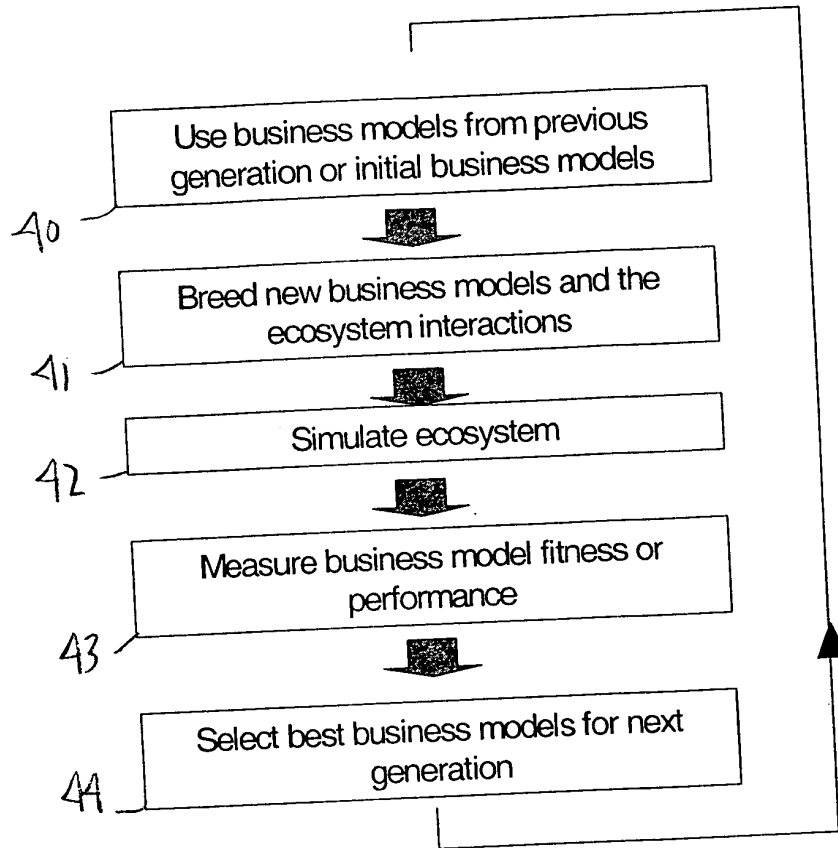 Use business models from previous
generation or initial business models
40
Breed new business models and the
ecosystem interactions
41
Simulate ecosystem
42
Measure business model fitness or
performance
43
Select best business models for next
generation
44